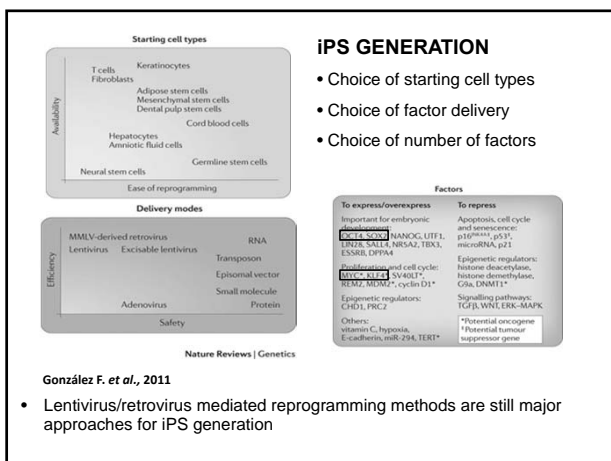 Starting cell types
Availability
T cells
Keratinocytes
Fibroblasts
Adipose stem cells
Mesenchymal stem cells
Dental pulp stem cells
Cord blood cells
Hepatocytes
Amniotic fluid cells
Germline stem cells
Neural stem cells
Ease of reprogramming
Delivery modes
Efficiency
MMLV-derived retrovirus
RNA
Lentivirus
Excisable lentivirus
Transposon
Episomal vector
Small molecule
Adenovirus
Protein
Safety
Nature Reviews | Genetics
González F. et al., 2011
iPS GENERATION
• Choice of starting cell types
• Choice of factor delivery
• Choice of number of factors
Factors
To express/overexpress
Important for embryonic
development:
OCT4, SOX2, NANOG, UTF1,
LIN28, SALL4, NR5A2, TBX3,
ESSRB, DPPA4
Proliferation and cell cycle:
MYC*, KLF4*, SV40LT*,
REM2, MDM2*, cyclin D1*
Epigenetic regulators:
CHD1, PRC2
Others:
vitamin C, hypoxia,
E-cadherin, miR-294, TERT*
To repress
Apoptosis, cell cycle
and senescence:
p53‡,
microRNA, p21
Epigenetic regulators:
histone deacetylase,
histone demethylase,
G9a, DNMT1*
Signalling pathways:
TGFβ, WNT, ERK–MAPK
*Potential oncogene
‡Potential tumour
suppressor gene
• Lentivirus/retrovirus mediated reprogramming methods are still major
approaches for iPS generation